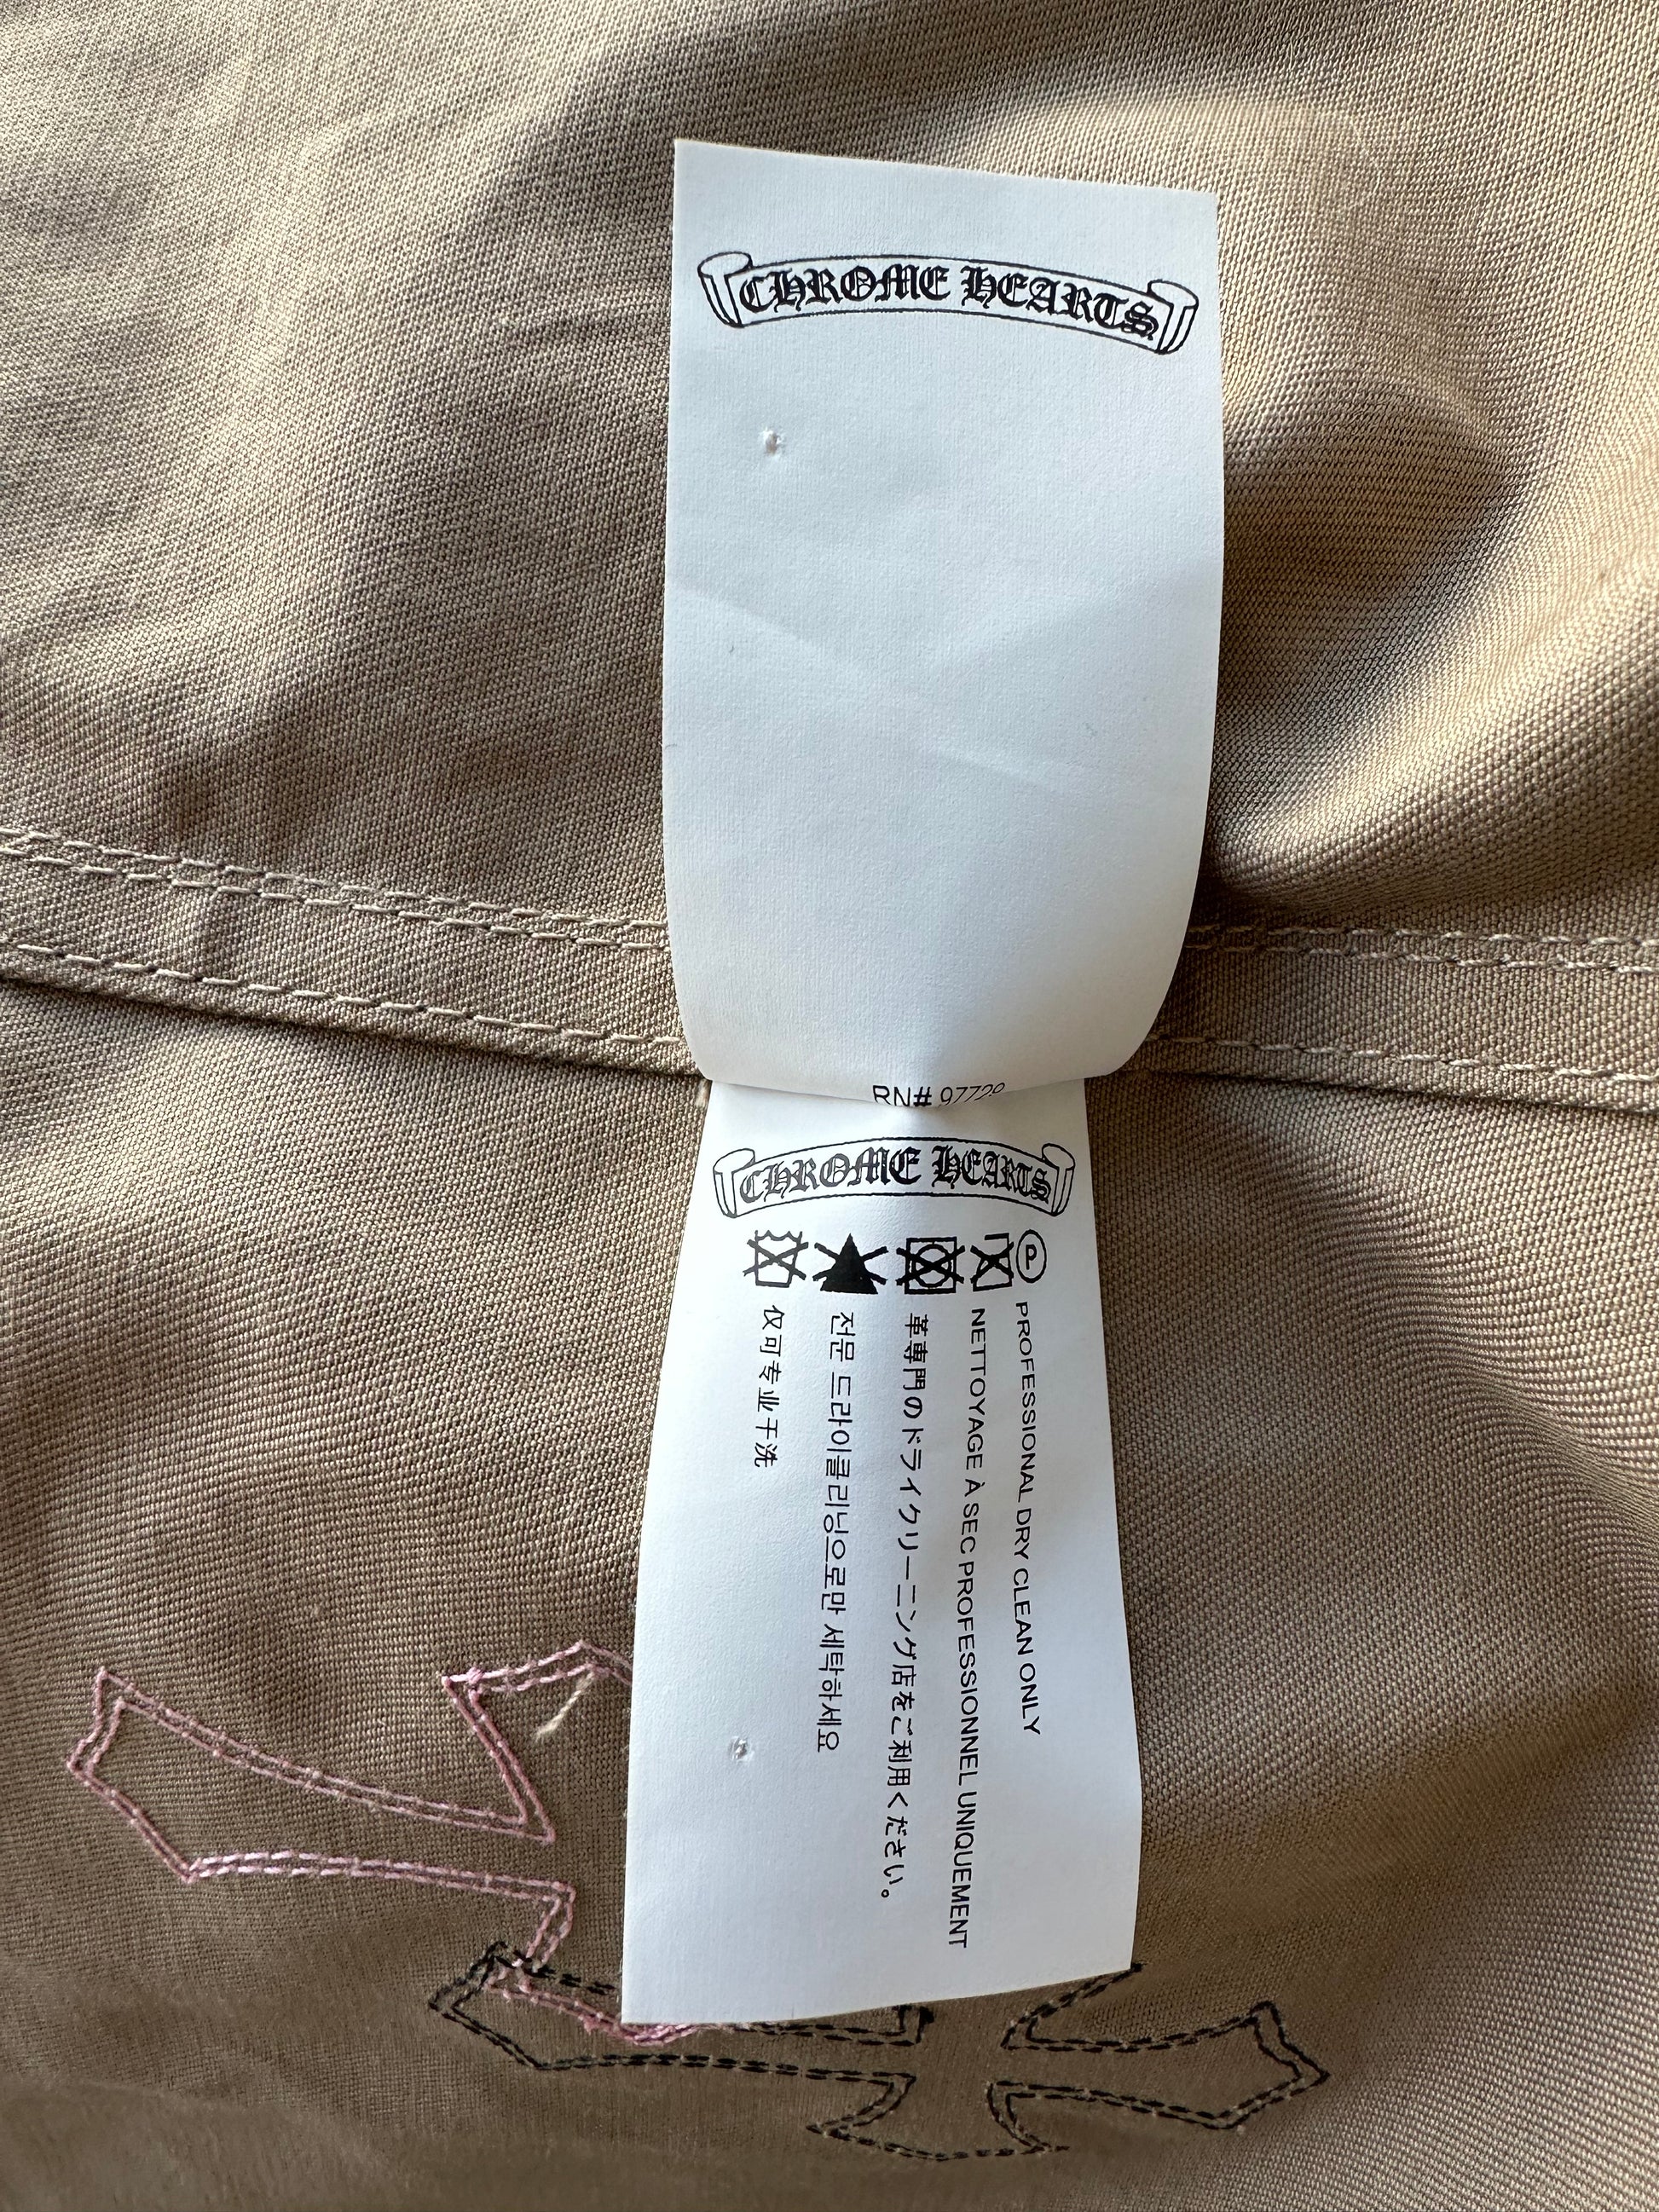 CHROME HEARTS
RN# 97729
CHROME HEARTS
P
PROFESSIONAL DRY CLEAN ONLY
NETTOYAGE À SEC PROFESSIONNEL UNIQUEMENT
革専門のドライクリーニング店をご利用ください。
전문 드라이클리닝으로만 세탁하세요
仅可专业干洗